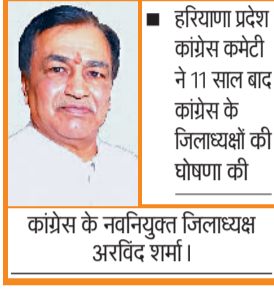 ■ हरियाणा प्रदेश
कांग्रेस कमेटी
ने 11 साल बाद
कांग्रेस के
जिलाध्यक्षों की
घोषणा की
कांग्रेस के नवनियुक्त जिलाध्यक्ष
अरविंद शर्मा।